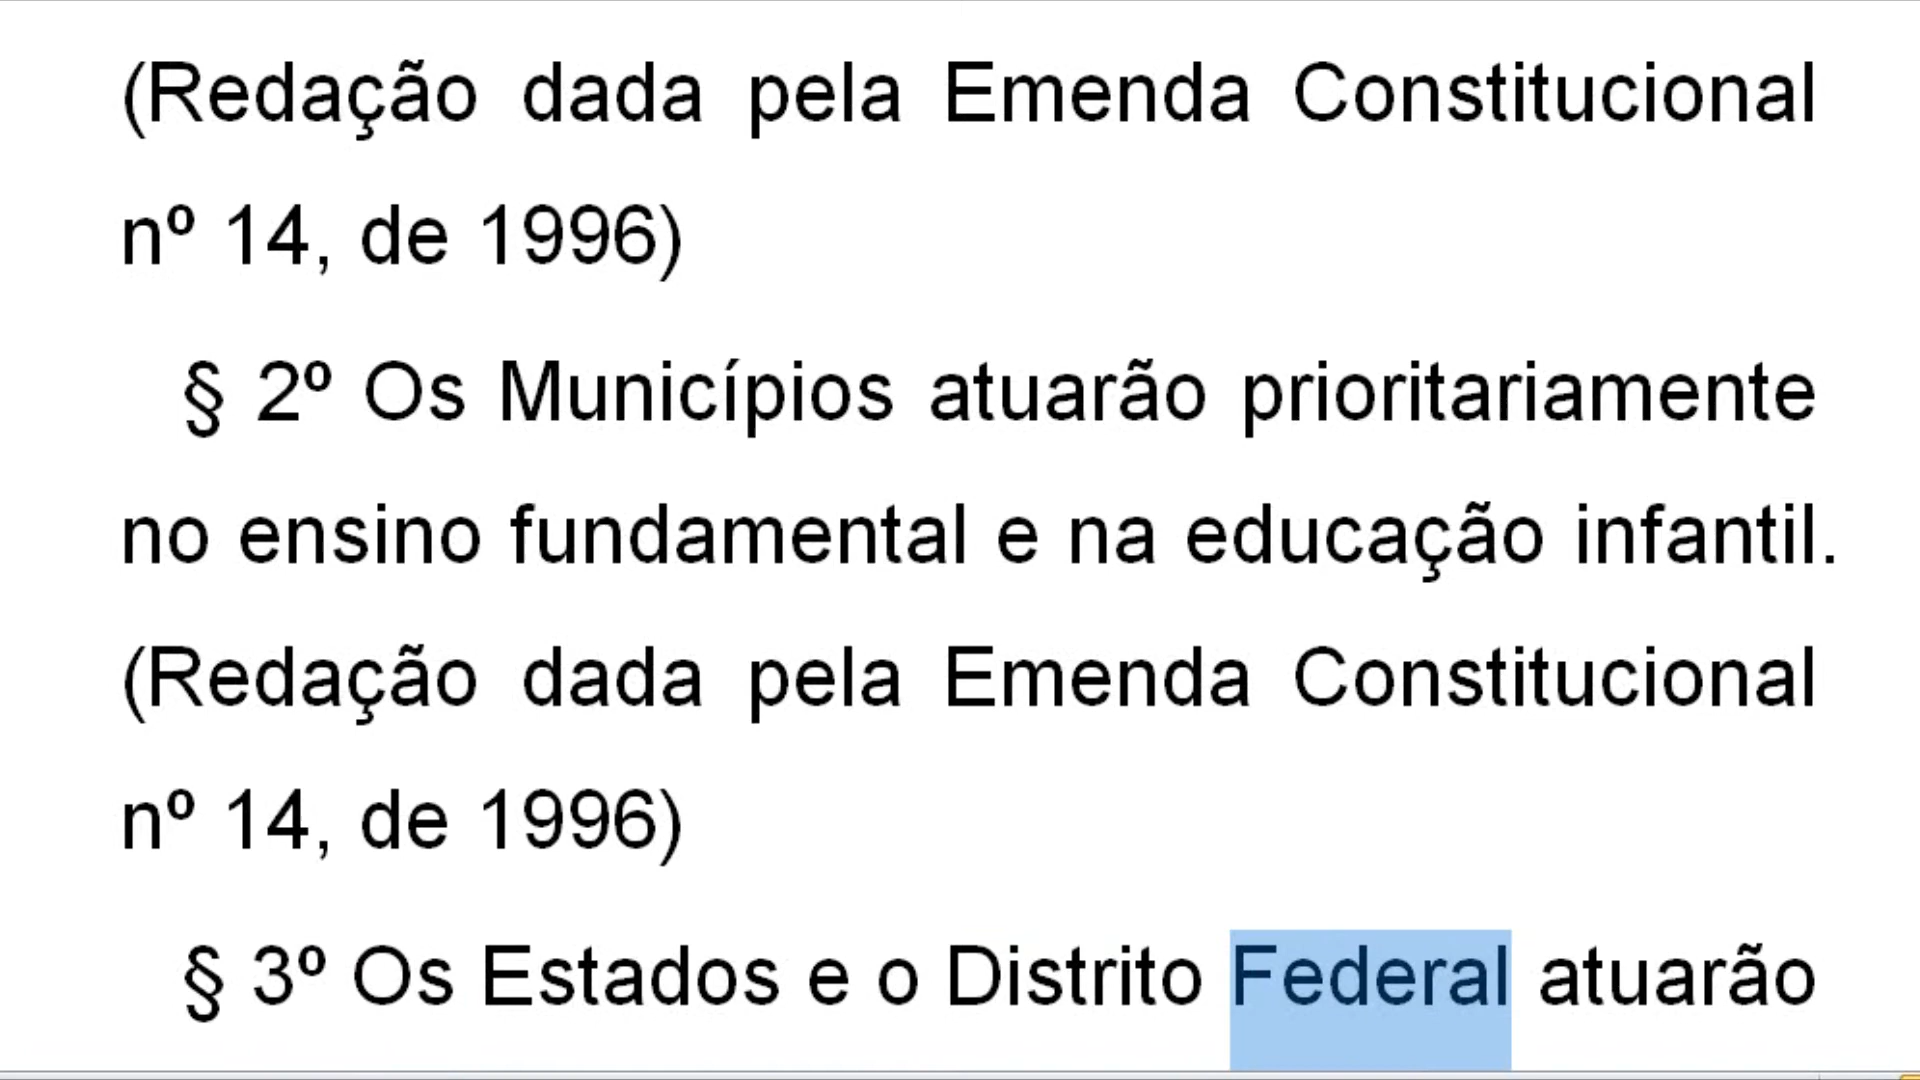 (Redação dada pela Emenda Constitucional
nº 14, de 1996)
§ 2º Os Municípios atuarão prioritariamente
no ensino fundamental e na educação infantil.
(Redação dada pela Emenda Constitucional
nº 14, de 1996)
§ 3º Os Estados e o Distrito Federal atuarão